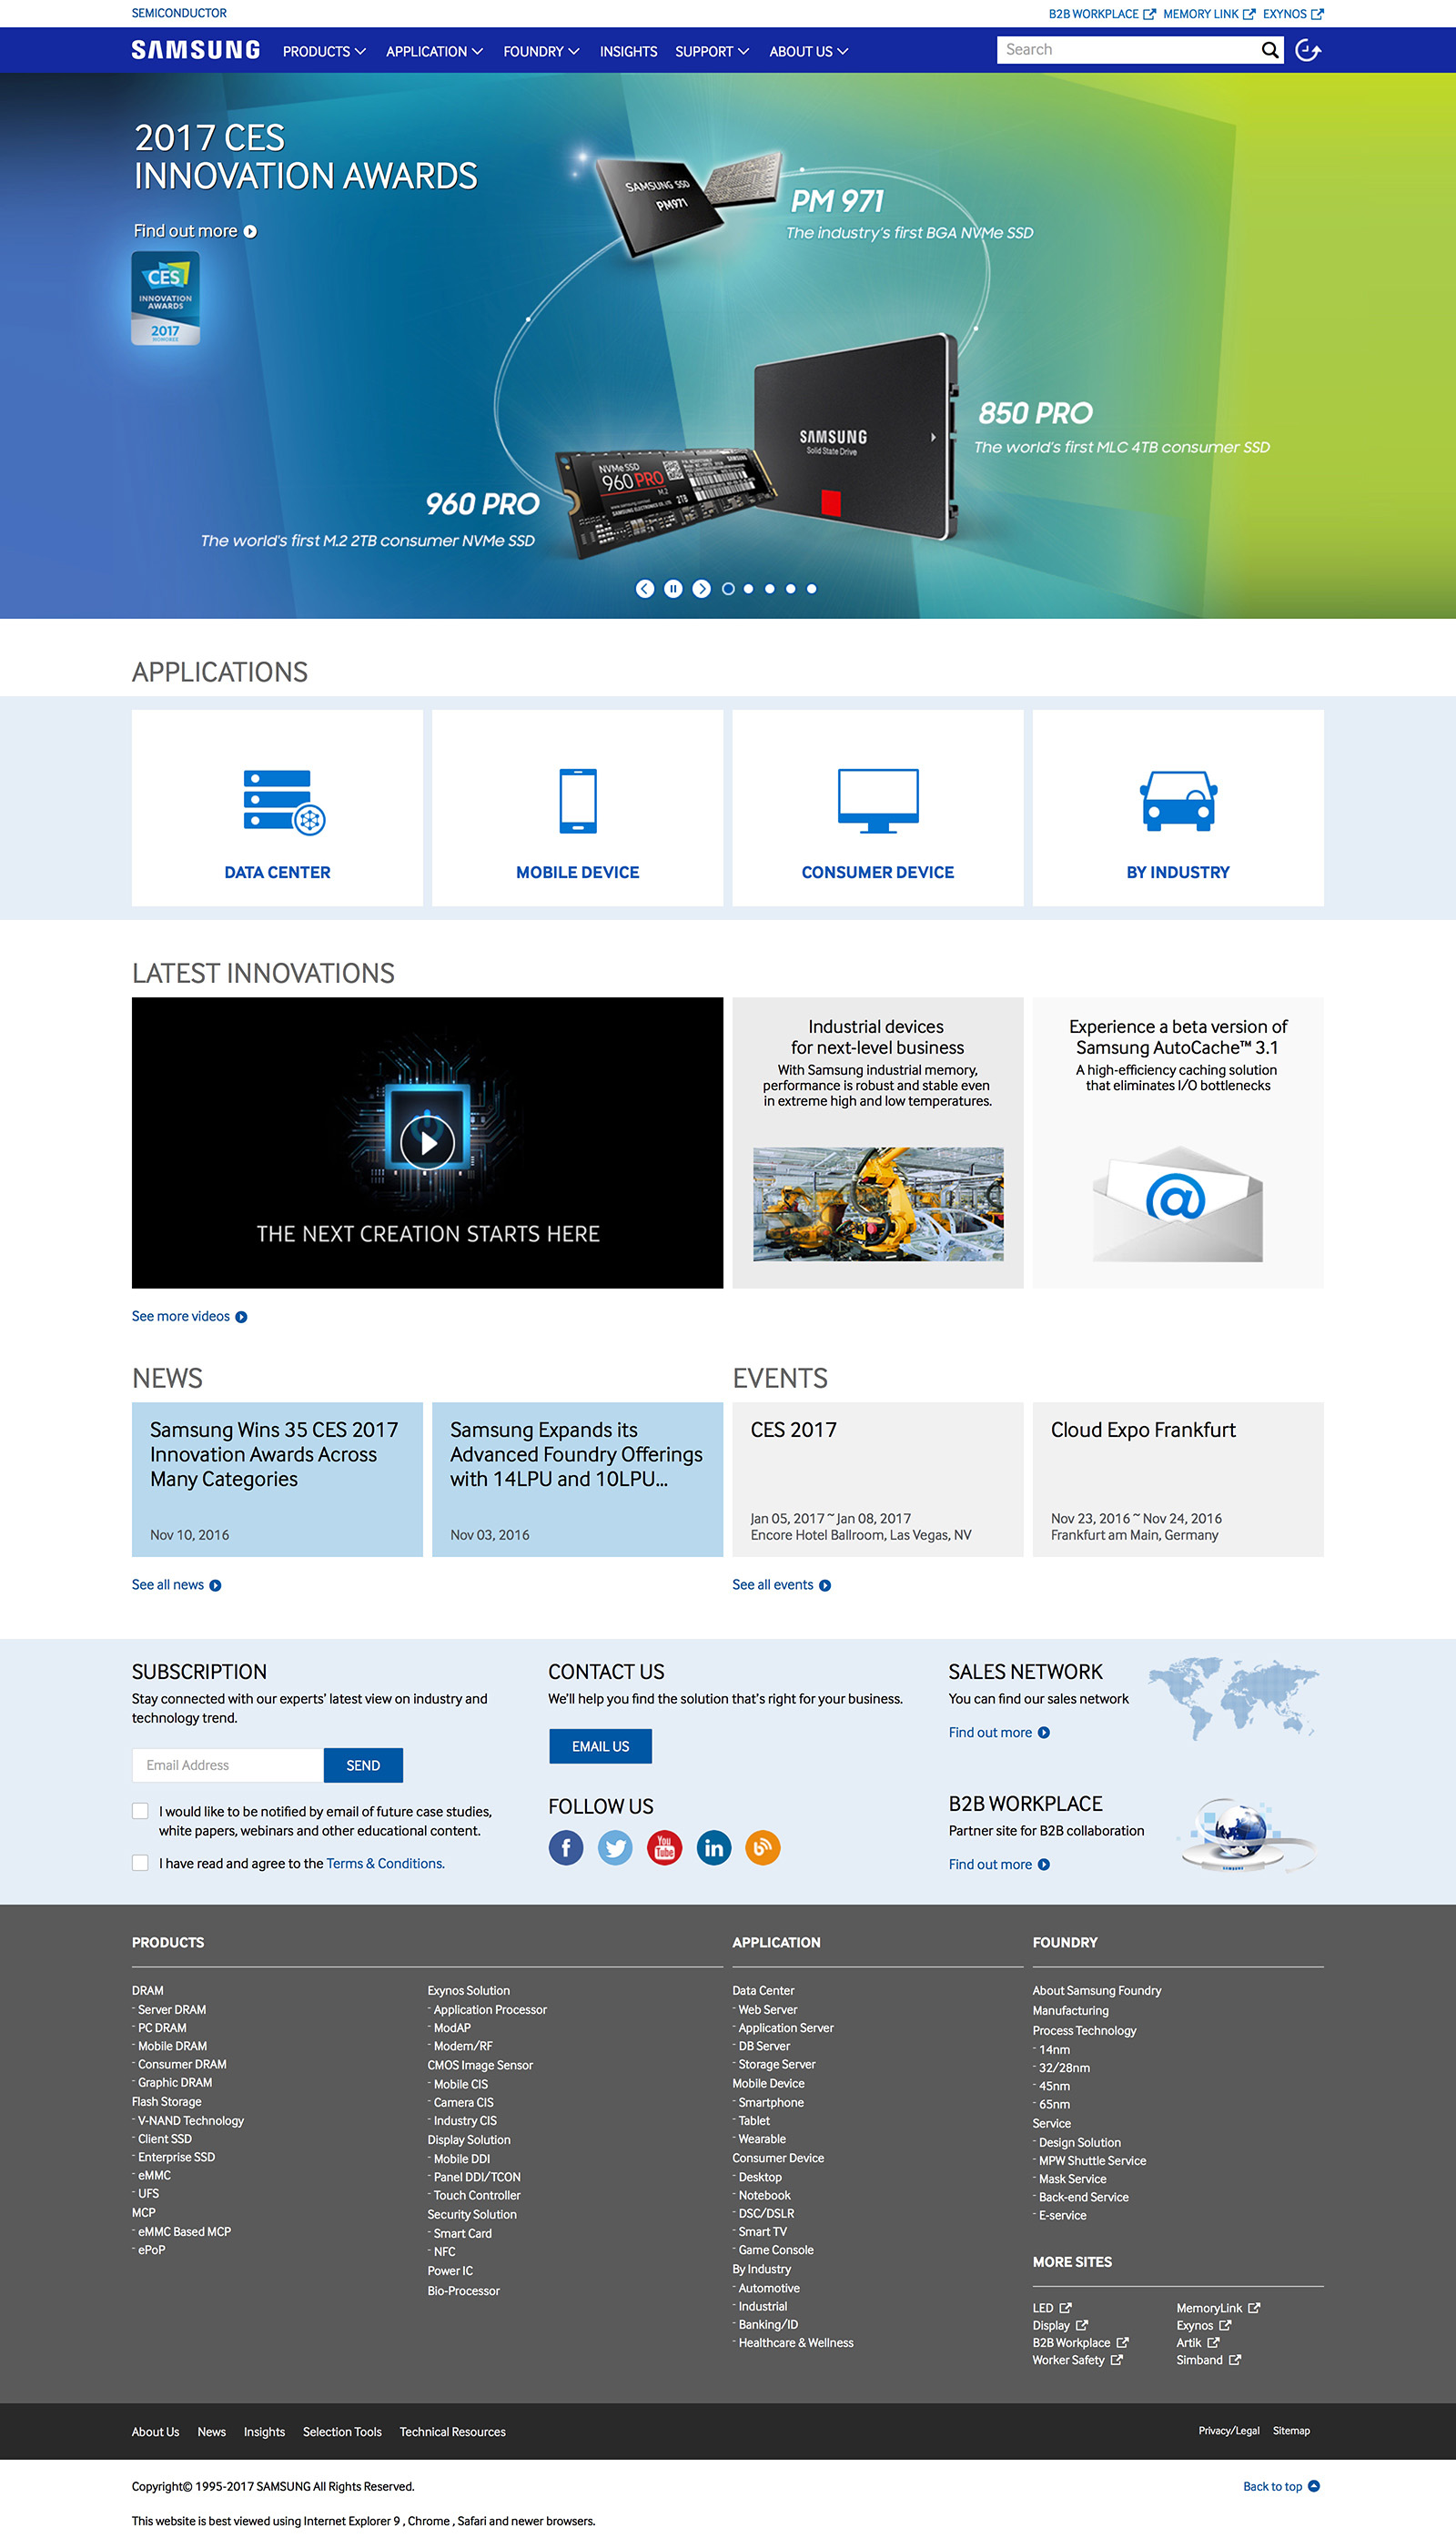 SEMICONDUCTOR
B2B WORKPLACE MEMORY LINK EXYNOS
SAMSUNG PRODUCTS APPLICATION FOUNDRY INSIGHTS SUPPORT ABOUT US Search
2017 CES
INNOVATION AWARDS
Find out more
CES
INNOVATION
AWARDS
2017
HONOREE
SAMSUNG SSD
PM971
PM 971
The industry's first BGA NVMe SSD
SAMSUNG
Solid State Drive
850 PRO
The world's first MLC 4TB consumer SSD
NVMe SSD
960 PRO
M.2
2TB
SAMSUNG
960 PRO
The world's first M.2 2TB consumer NVMe SSD
APPLICATIONS
DATA CENTER
MOBILE DEVICE
CONSUMER DEVICE
BY INDUSTRY
LATEST INNOVATIONS
THE NEXT CREATION STARTS HERE
Industrial devices
for next-level business
With Samsung industrial memory,
performance is robust and stable even
in extreme high and low temperatures.
Experience a beta version of
Samsung AutoCache™ 3.1
A high-efficiency caching solution
that eliminates I/O bottlenecks
@
See more videos
NEWS
Samsung Wins 35 CES 2017
Innovation Awards Across
Many Categories
Nov 10, 2016
Samsung Expands its
Advanced Foundry Offerings
with 14LPU and 10LPU...
Nov 03, 2016
See all news
EVENTS
CES 2017
Jan 05, 2017 ~ Jan 08, 2017
Encore Hotel Ballroom, Las Vegas, NV
Cloud Expo Frankfurt
Nov 23, 2016 ~ Nov 24, 2016
Frankfurt am Main, Germany
See all events
SUBSCRIPTION
Stay connected with our experts' latest view on industry and
technology trend.
Email Address SEND
I would like to be notified by email of future case studies,
white papers, webinars and other educational content.
I have read and agree to the Terms & Conditions.
CONTACT US
We'll help you find the solution that's right for your business.
EMAIL US
FOLLOW US
f
You
Tube
in
SALES NETWORK
You can find our sales network
Find out more
B2B WORKPLACE
Partner site for B2B collaboration
Find out more
PRODUCTS
DRAM
- Server DRAM
- PC DRAM
- Mobile DRAM
- Consumer DRAM
- Graphic DRAM
Flash Storage
- V-NAND Technology
- Client SSD
- Enterprise SSD
- eMMC
- UFS
MCP
- eMMC Based MCP
- ePoP
Exynos Solution
- Application Processor
- ModAP
- Modem/RF
CMOS Image Sensor
- Mobile CIS
- Camera CIS
- Industry CIS
Display Solution
- Mobile DDI
- Panel DDI/TCON
- Touch Controller
Security Solution
- Smart Card
- NFC
Power IC
Bio-Processor
APPLICATION
Data Center
- Web Server
- Application Server
- DB Server
- Storage Server
Mobile Device
- Smartphone
- Tablet
- Wearable
Consumer Device
- Desktop
- Notebook
- DSC/DSLR
- Smart TV
- Game Console
By Industry
- Automotive
- Industrial
- Banking/ID
- Healthcare & Wellness
FOUNDRY
About Samsung Foundry
Manufacturing
Process Technology
- 14nm
- 32/28nm
- 45nm
- 65nm
Service
- Design Solution
- MPW Shuttle Service
- Mask Service
- Back-end Service
- E-service
MORE SITES
LED
Display
B2B Workplace
Worker Safety
MemoryLink
Exynos
Artik
Simband
About Us News Insights Selection Tools Technical Resources
Privacy/Legal Sitemap
Copyright© 1995-2017 SAMSUNG All Rights Reserved.
Back to top
This website is best viewed using Internet Explorer 9 , Chrome , Safari and newer browsers.